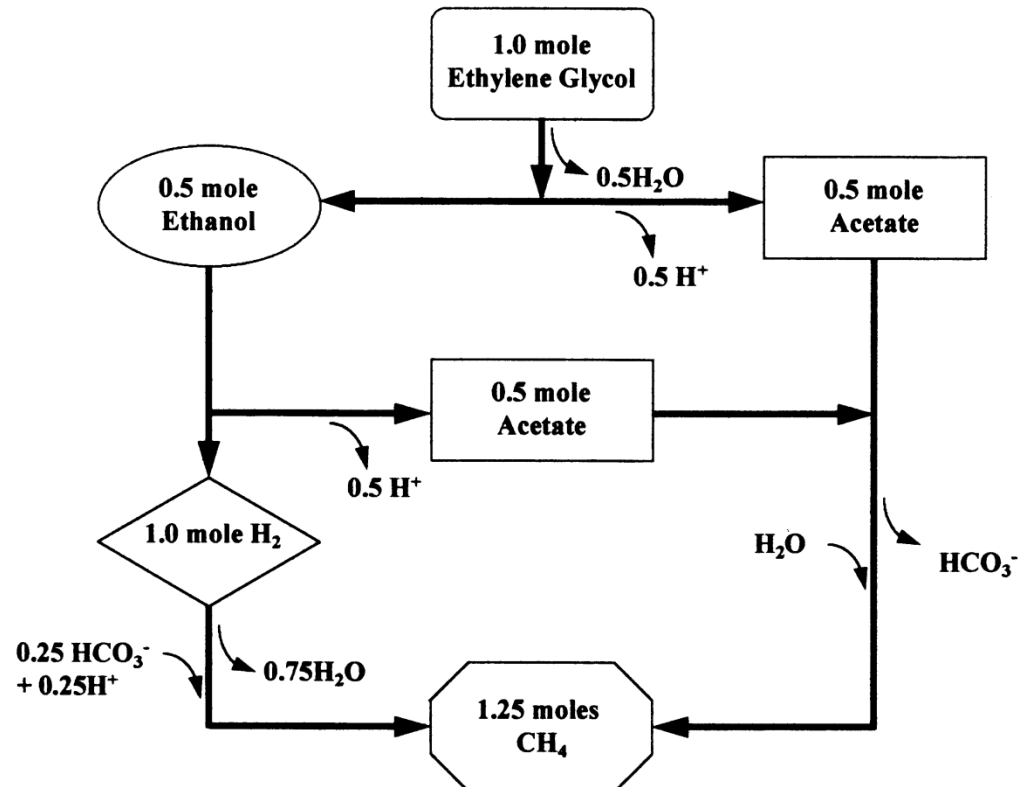 1.0 mole
Ethylene Glycol
0.5H₂O
0.5 mole
Ethanol
0.5 mole
Acetate
0.5 H⁺
0.5 mole
Acetate
0.5 H⁺
1.0 mole H₂
H₂O
HCO₃⁻
0.25 HCO₃⁻
+ 0.25H⁺
0.75H₂O
1.25 moles
CH₄